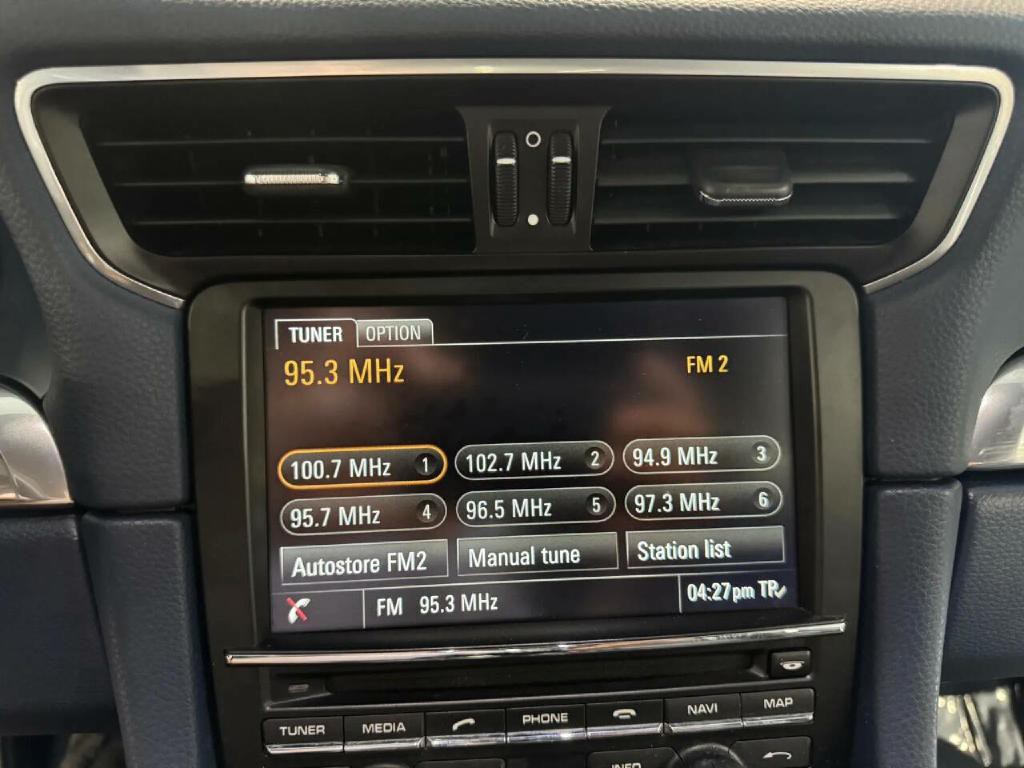 TUNER OPTION
95.3 MHz FM 2
100.7 MHz 1 102.7 MHz 2 94.9 MHz 3
95.7 MHz 4 96.5 MHz 5 97.3 MHz 6
Autostore FM2 Manual tune Station list
FM 95.3 MHz 04:27pm TP
TUNER MEDIA PHONE NAVI MAP
INFO